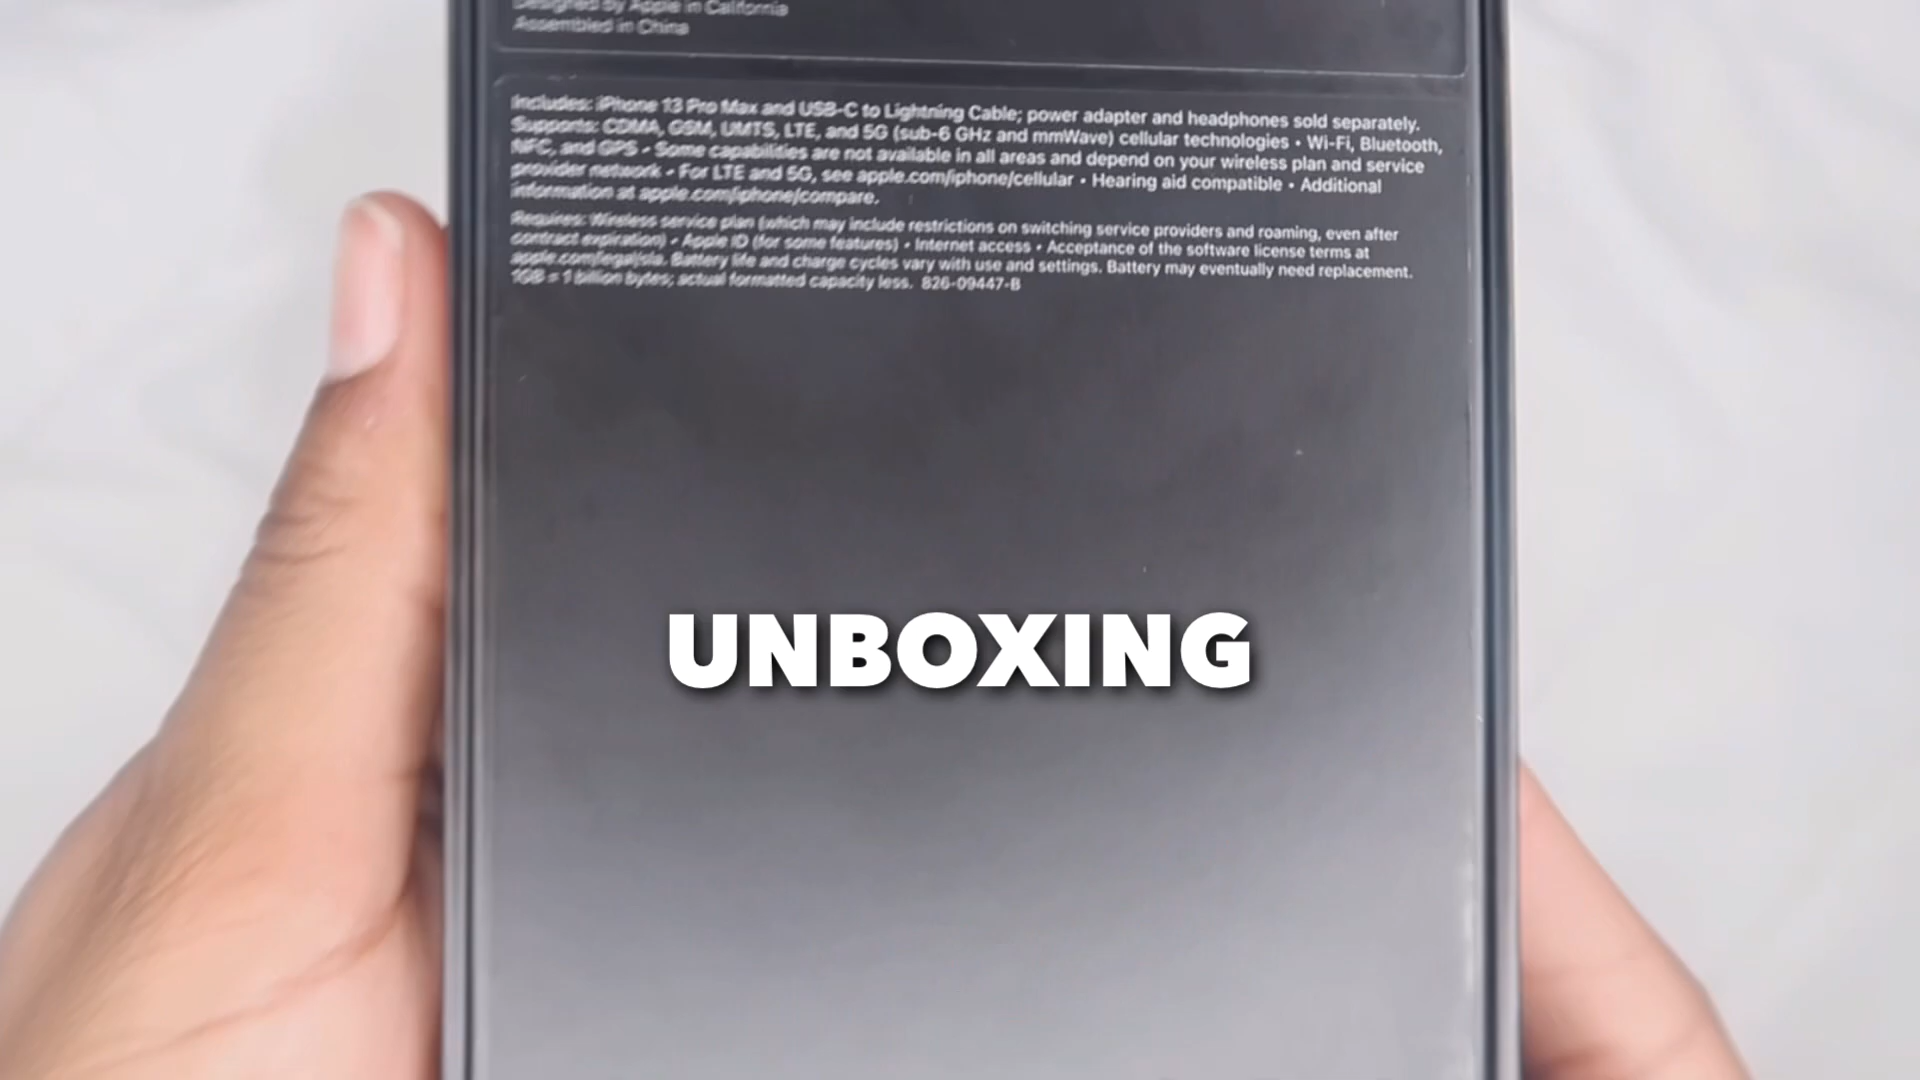 Designed by Apple in California
Assembled in China
Includes: iPhone 13 Pro Max and USB-C to Lightning Cable; power adapter and headphones sold separately.
Supports: CDMA, GSM, UMTS, LTE, and 5G (sub-6 GHz and mmWave) cellular technologies • Wi-Fi, Bluetooth,
NFC, and GPS • Some capabilities are not available in all areas and depend on your wireless plan and service
provider network • For LTE and 5G, see apple.com/iphone/cellular • Hearing aid compatible • Additional
information at apple.com/iphone/compare.
Requires: Wireless service plan (which may include restrictions on switching service providers and roaming, even after
contract expiration) • Apple ID (for some features) • Internet access • Acceptance of the software license terms at
apple.com/legal/sla. Battery life and charge cycles vary with use and settings. Battery may eventually need replacement.
1GB = 1 billion bytes; actual formatted capacity less. 826-09447-B
UNBOXING